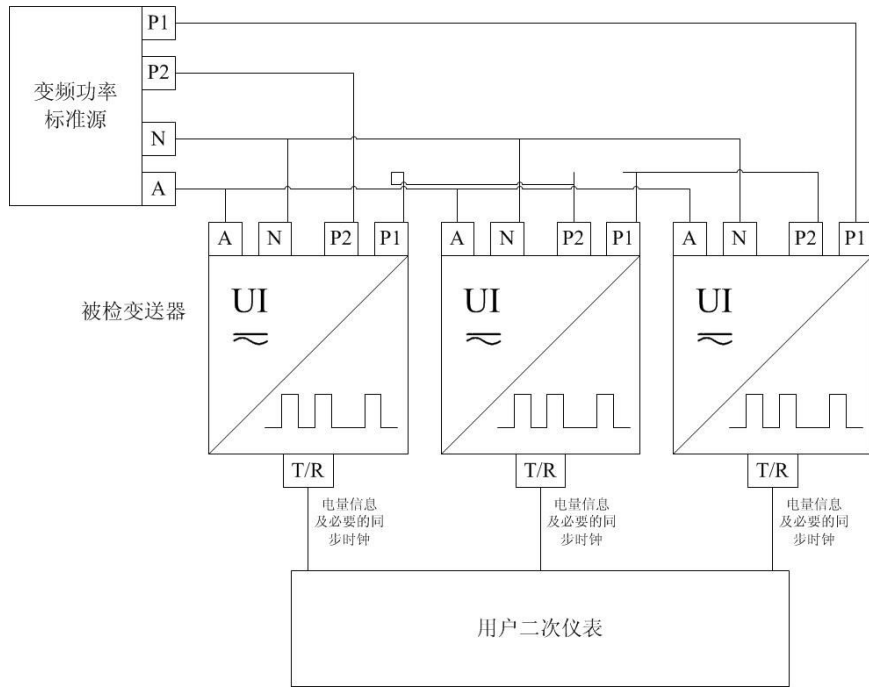 P1
P2
变频功率
标准源
N
A
A N P2 P1
A N P2 P1
A N P2 P1
被检变送器
UI
UI
UI
T/R
T/R
T/R
电量信息
及必要的同
步时钟
电量信息
及必要的同
步时钟
电量信息
及必要的同
步时钟
用户二次仪表